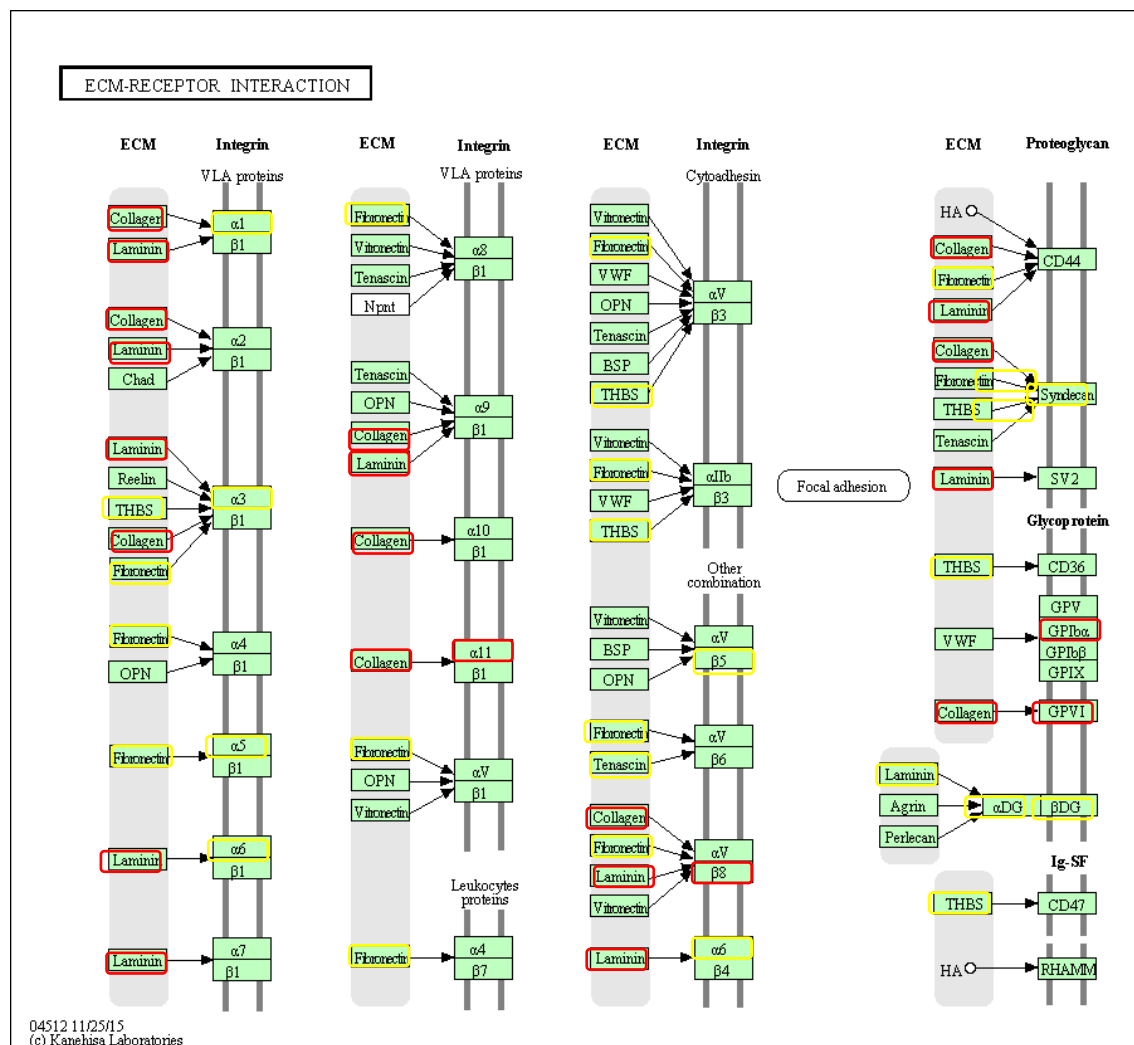 ECM-RECEPTOR INTERACTION
ECM
Integrin
VLA proteins
Collagen
Laminin
α1
β1
Collagen
Laminin
Chad
α2
β1
Laminin
Reelin
THBS
Collagen
Fibronectin
α3
β1
Fibronectin
OPN
α4
β1
Fibronectin
α5
β1
Laminin
α6
β1
Laminin
α7
β1
ECM
Integrin
VLA proteins
Fibronectin
Vitronectin
Tenascin
Npnt
α8
β1
Tenascin
OPN
Collagen
Laminin
α9
β1
Collagen
α10
β1
Collagen
α11
β1
Fibronectin
OPN
Vitronectin
αV
β1
Leukocytes
proteins
Fibronectin
α4
β7
ECM
Integrin
Cytoadhesin
Vitronectin
Fibronectin
VWF
OPN
Tenascin
BSP
THBS
αV
β3
Vitronectin
Fibronectin
VWF
THBS
αIIb
β3
Other
combination
Vitronectin
BSP
OPN
αV
β5
Fibronectin
Tenascin
αV
β6
Collagen
Fibronectin
Laminin
Vitronectin
αV
β8
Laminin
α6
β4
Focal adhesion
ECM
Proteoglycan
HA
Collagen
Fibronectin
Laminin
CD44
Collagen
Fibronectin
THBS
Tenascin
Syndecan
Laminin
SV2
Glycoprotein
THBS
CD36
VWF
GPV
GPIbα
GPIbβ
GPIX
Collagen
GPVI
Laminin
Agrin
Perlecan
αDG
βDG
Ig-SF
THBS
CD47
HA
RHAMM
04512 11/25/15
(c) Kanehisa Laboratories